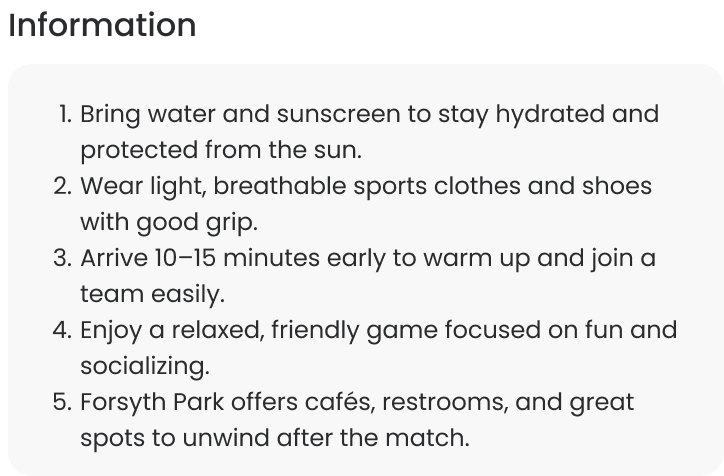 Information
1. Bring water and sunscreen to stay hydrated and
protected from the sun.
2. Wear light, breathable sports clothes and shoes
with good grip.
3. Arrive 10–15 minutes early to warm up and join a
team easily.
4. Enjoy a relaxed, friendly game focused on fun and
socializing.
5. Forsyth Park offers cafés, restrooms, and great
spots to unwind after the match.